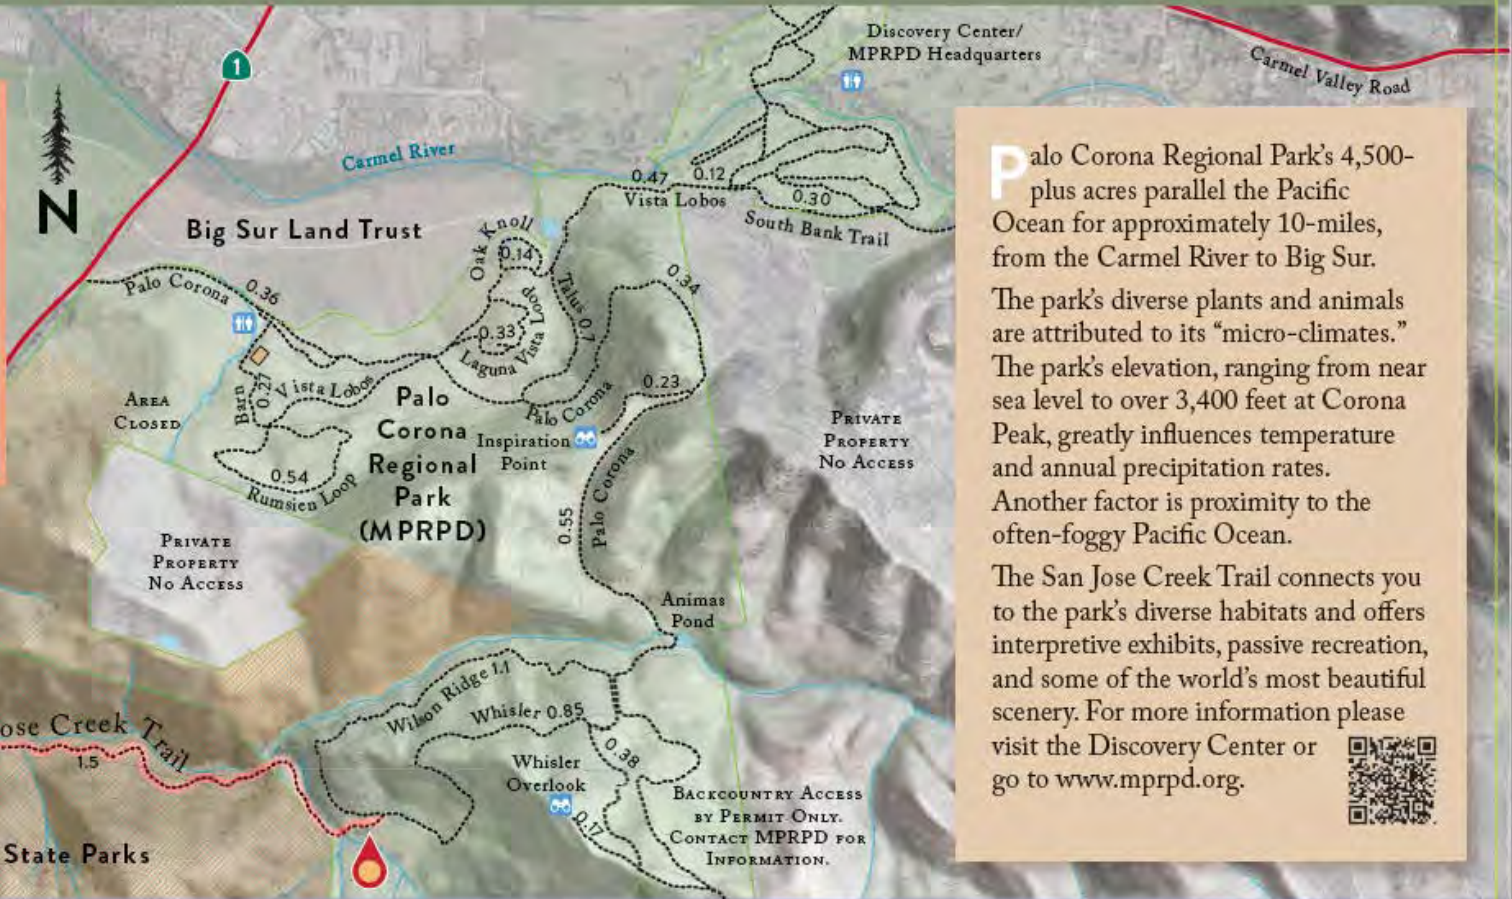 Discovery Center/
MPRPD Headquarters
Carmel Valley Road
1
N
Carmel River
Big Sur Land Trust
0.47
0.12
Vista Lobos
0.30
South Bank Trail
Oak Knoll
0.14
Palo Corona
0.36
Talus 0.7
0.34
Laguna Vista Loop
0.33
Area
Closed
Barn
0.27
Vista Lobos
Palo Corona
0.23
Palo
Corona
Regional
Park
(MPRPD)
Inspiration
Point
0.54
Rumsien Loop
Palo Corona
0.55
Private
Property
No Access
Private
Property
No Access
Animas
Pond
Wilson Ridge 1.1
Whisler 0.85
0.38
Whisler
Overlook
0.17
ose Creek Trail
1.5
State Parks
Backcountry Access
by Permit Only.
Contact MPRPD for
Information.
Palo Corona Regional Park's 4,500-
plus acres parallel the Pacific
Ocean for approximately 10-miles,
from the Carmel River to Big Sur.
The park's diverse plants and animals
are attributed to its “micro-climates.”
The park's elevation, ranging from near
sea level to over 3,400 feet at Corona
Peak, greatly influences temperature
and annual precipitation rates.
Another factor is proximity to the
often-foggy Pacific Ocean.
The San Jose Creek Trail connects you
to the park's diverse habitats and offers
interpretive exhibits, passive recreation,
and some of the world's most beautiful
scenery. For more information please
visit the Discovery Center or
go to www.mprpd.org.